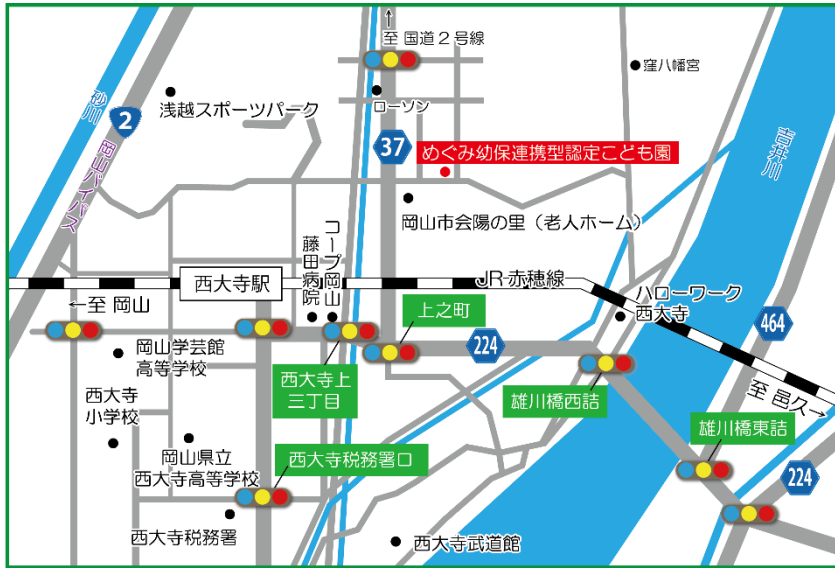 ↑
至 国道2号線
窪八幡宮
砂川
浅越スポーツパーク
ローソン
2
岡山バイパス
37
めぐみ幼保連携型認定こども園
吉井川
岡山市会陽の里（老人ホーム）
コープ岡山
藤田病院
西大寺駅
JR赤穂線
ハローワーク
西大寺
←至 岡山
上之町
224
464
岡山学芸館
高等学校
西大寺上
三丁目
雄川橋西詰
至 邑久→
西大寺
小学校
雄川橋東詰
岡山県立
西大寺高等学校
西大寺税務署口
224
西大寺税務署
西大寺武道館